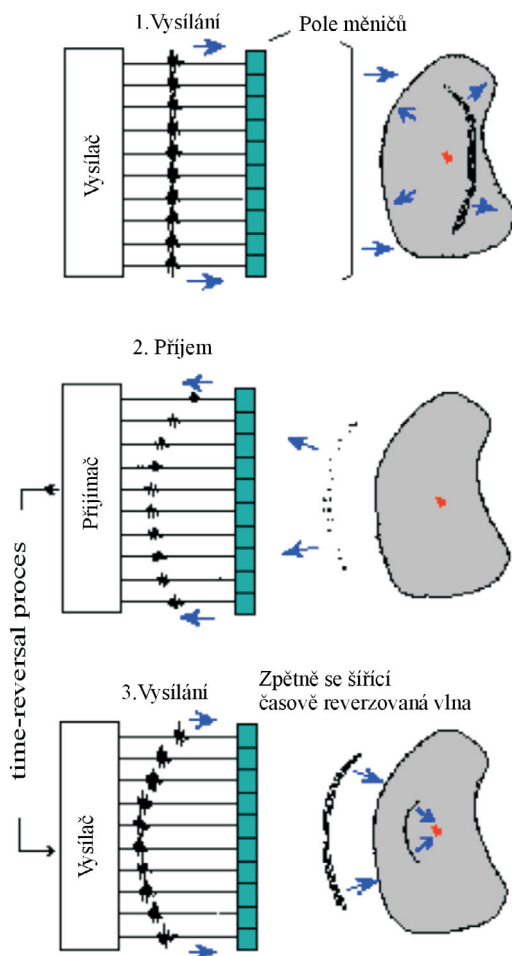 1.Vysílání
Pole měničů
Vysílač
2. Příjem
Přijímač
time-reversal proces
3.Vysílání
Zpětně se šířící
časově reverzovaná vlna
Vysílač